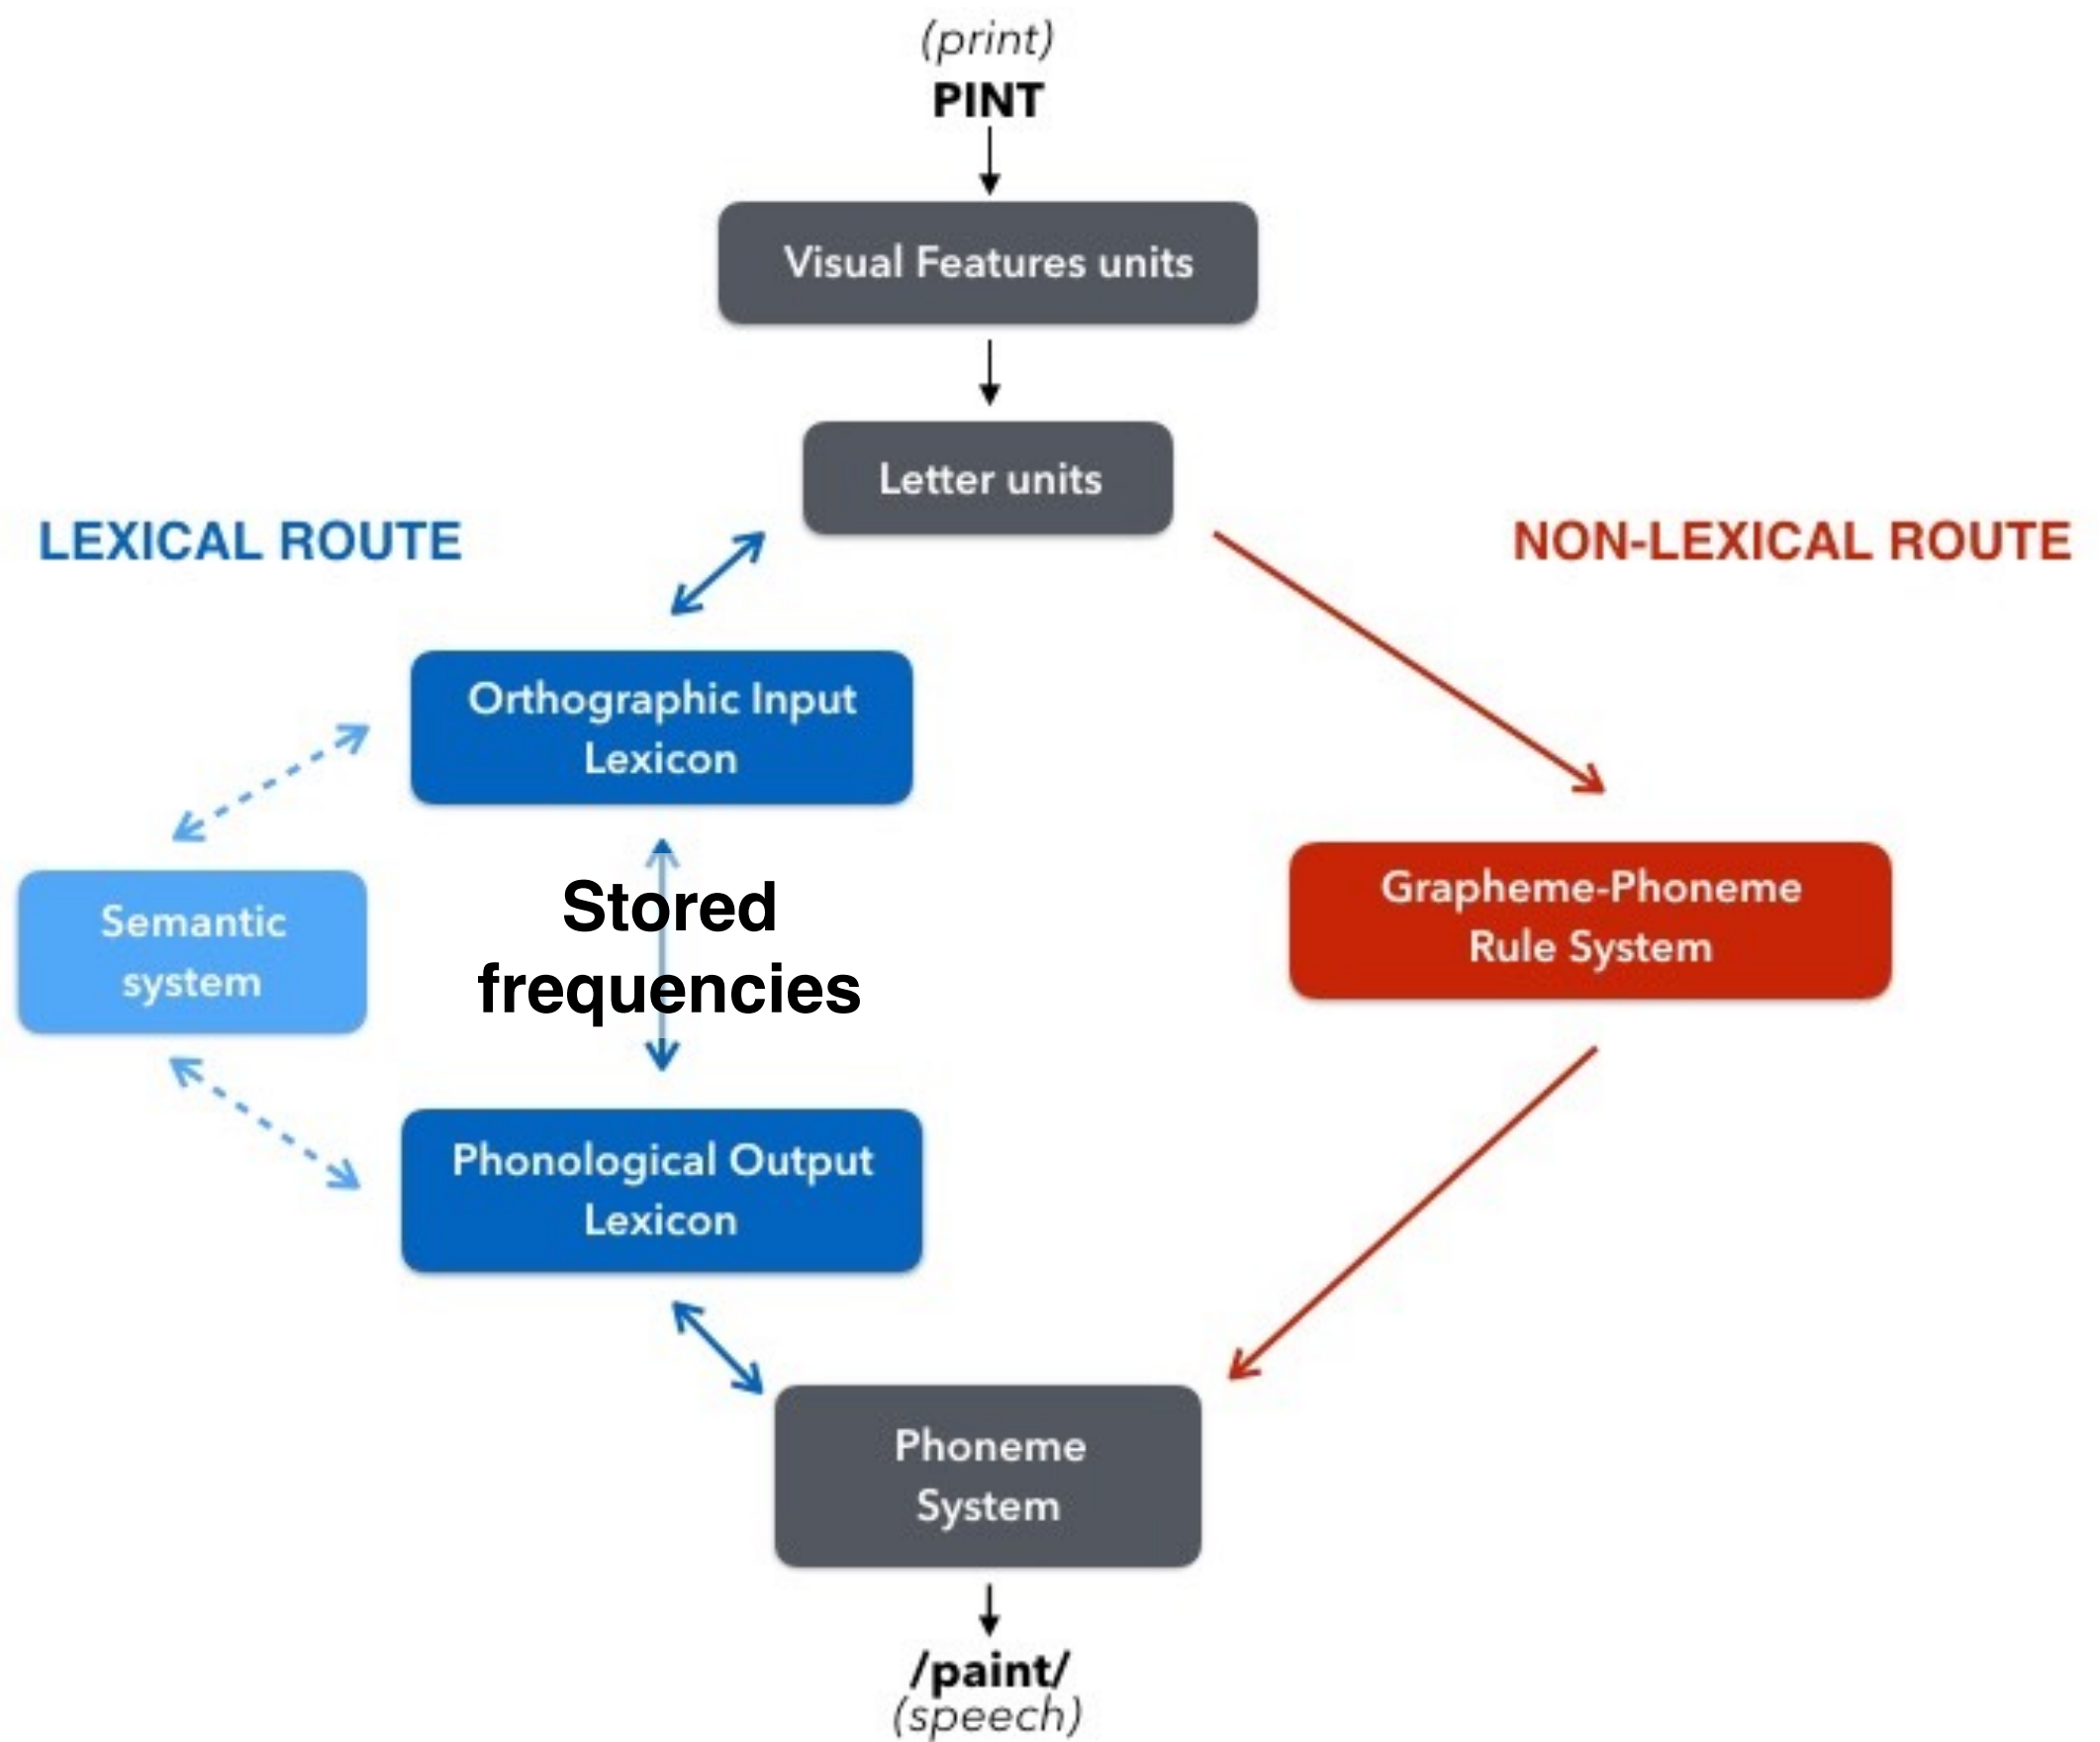 (print)
PINT
Visual Features units
Letter units
LEXICAL ROUTE
NON-LEXICAL ROUTE
Orthographic Input
Lexicon
Semantic
system
Stored
frequencies
Grapheme-Phoneme
Rule System
Phonological Output
Lexicon
Phoneme
System
/paint/
(speech)